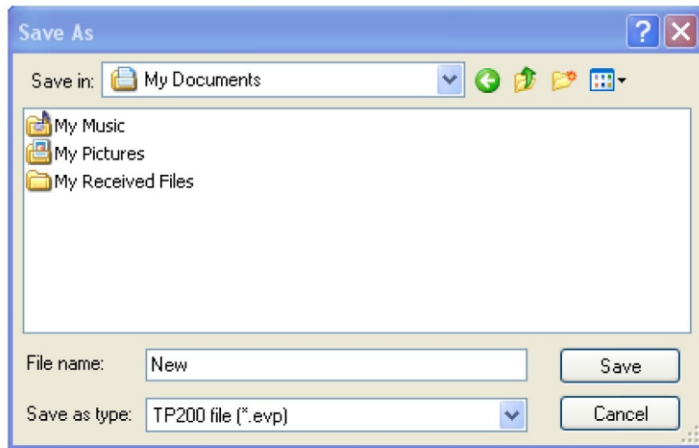 Save As
Save in: My Documents
My Music
My Pictures
My Received Files
File name: New Save
Save as type: TP200 file (*.evp) Cancel